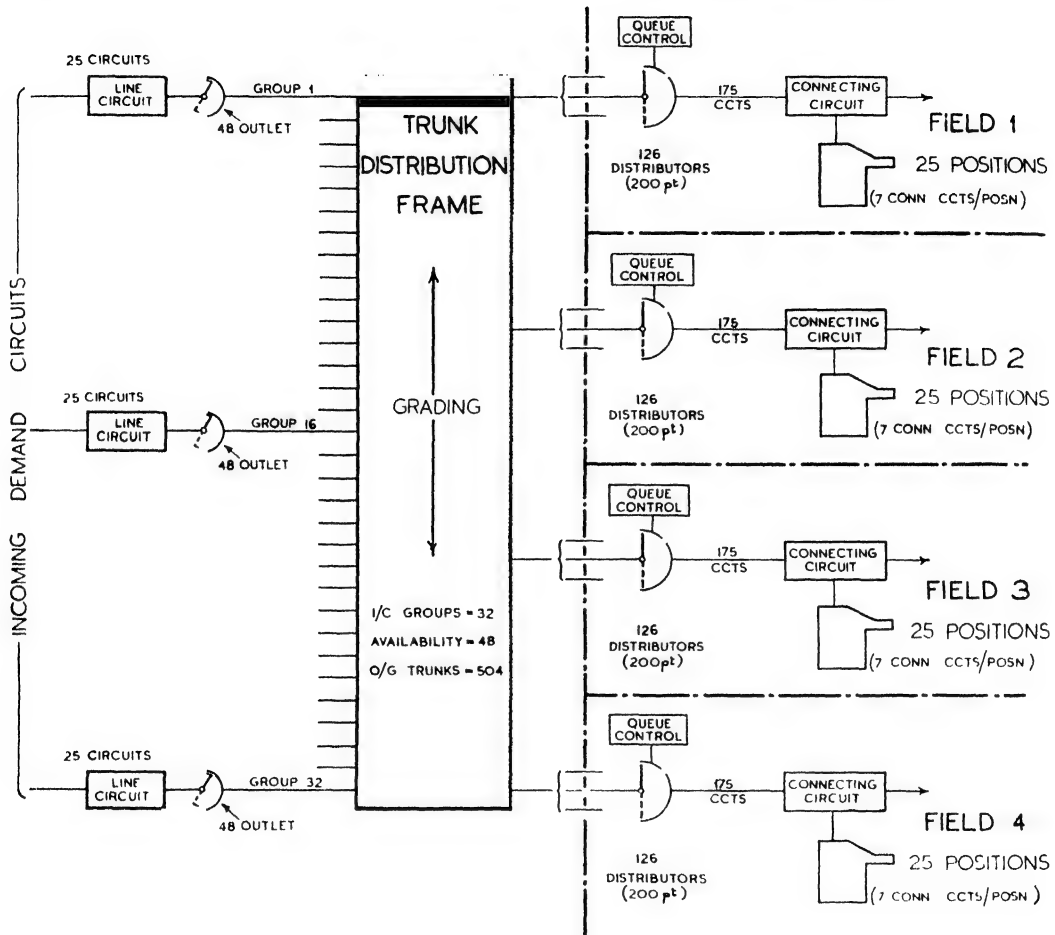 INCOMING DEMAND CIRCUITS
25 CIRCUITS
LINE
CIRCUIT
48 OUTLET
GROUP 1
25 CIRCUITS
LINE
CIRCUIT
48 OUTLET
GROUP 16
25 CIRCUITS
LINE
CIRCUIT
48 OUTLET
GROUP 32
TRUNK
DISTRIBUTION
FRAME
GRADING
I/C GROUPS = 32
AVAILABILITY = 48
O/G TRUNKS = 504
QUEUE
CONTROL
175
CCTS
126
DISTRIBUTORS
(200 pt)
CONNECTING
CIRCUIT
FIELD 1
25 POSITIONS
(7 CONN CCTS/POSN)
QUEUE
CONTROL
175
CCTS
126
DISTRIBUTORS
(200 pt)
CONNECTING
CIRCUIT
FIELD 2
25 POSITIONS
(7 CONN CCTS/POSN)
QUEUE
CONTROL
175
CCTS
126
DISTRIBUTORS
(200 pt)
CONNECTING
CIRCUIT
FIELD 3
25 POSITIONS
(7 CONN CCTS/POSN)
QUEUE
CONTROL
175
CCTS
126
DISTRIBUTORS
(200 pt)
CONNECTING
CIRCUIT
FIELD 4
25 POSITIONS
(7 CONN CCTS/POSN)